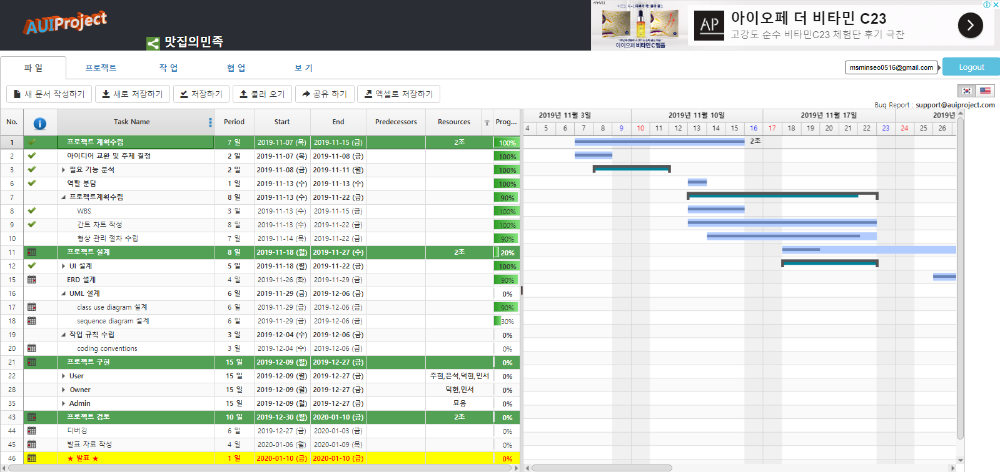 AUIProject
맛집의민족
APMALL
아이오페 비타민 C 앰플
AP
아이오페 더 비타민 C23
고강도 순수 비타민C23 체험단 후기 극찬
파 일 프로젝트 작 업 협 업 보 기
msminseo0516@gmail.com Logout
새 문서 작성하기 새로 저장하기 저장하기 불러 오기 공유 하기 엑셀로 저장하기
Bug Report : support@auiproject.com
No. Task Name Period Start End Predecessors Resources Prog...
2019년 11월 3일 2019년 11월 10일 2019년 11월 17일 2019년
4 5 6 7 8 9 10 11 12 13 14 15 16 17 18 19 20 21 22 23 24 25 26
1 프로젝트 계획수립 7 일 2019-11-07 (목) 2019-11-15 (금) 2조 100% 2조
2 아이디어 교환 및 주제 결정 2 일 2019-11-07 (목) 2019-11-08 (금) 100%
3 필요 기능 분석 2 일 2019-11-08 (금) 2019-11-11 (월) 100%
6 역할 분담 1 일 2019-11-13 (수) 2019-11-13 (수) 100%
7 프로젝트계획수립 8 일 2019-11-13 (수) 2019-11-22 (금) 90%
8 WBS 3 일 2019-11-13 (수) 2019-11-15 (금) 100%
9 간트 차트 작성 8 일 2019-11-13 (수) 2019-11-22 (금) 100%
10 형상 관리 절차 수립 7 일 2019-11-14 (목) 2019-11-22 (금) 90%
11 프로젝트 설계 8 일 2019-11-18 (월) 2019-11-27 (수) 2조 20%
12 UI 설계 5 일 2019-11-18 (월) 2019-11-22 (금) 100%
15 ERD 설계 4 일 2019-11-26 (화) 2019-11-29 (금) 90%
16 UML 설계 6 일 2019-11-29 (금) 2019-12-06 (금) 0%
17 class use diagram 설계 6 일 2019-11-29 (금) 2019-12-06 (금) 90%
18 sequence diagram 설계 6 일 2019-11-29 (금) 2019-12-06 (금) 30%
19 작업 규칙 수립 3 일 2019-12-04 (수) 2019-12-06 (금) 0%
20 coding conventions 3 일 2019-12-04 (수) 2019-12-06 (금) 0%
21 프로젝트 구현 15 일 2019-12-09 (월) 2019-12-27 (금) 0%
22 User 15 일 2019-12-09 (월) 2019-12-27 (금) 주현,은석,덕현,민서 0%
28 Owner 15 일 2019-12-09 (월) 2019-12-27 (금) 덕현,민서 0%
35 Admin 15 일 2019-12-09 (월) 2019-12-27 (금) 묘음 0%
43 프로젝트 검토 10 일 2019-12-30 (월) 2020-01-10 (금) 2조 0%
44 디버깅 6 일 2019-12-27 (금) 2020-01-03 (금) 0%
45 발표 자료 작성 4 일 2020-01-06 (월) 2020-01-09 (목) 0%
46 ★ 발표 ★ 1 일 2020-01-10 (금) 2020-01-10 (금) 0%